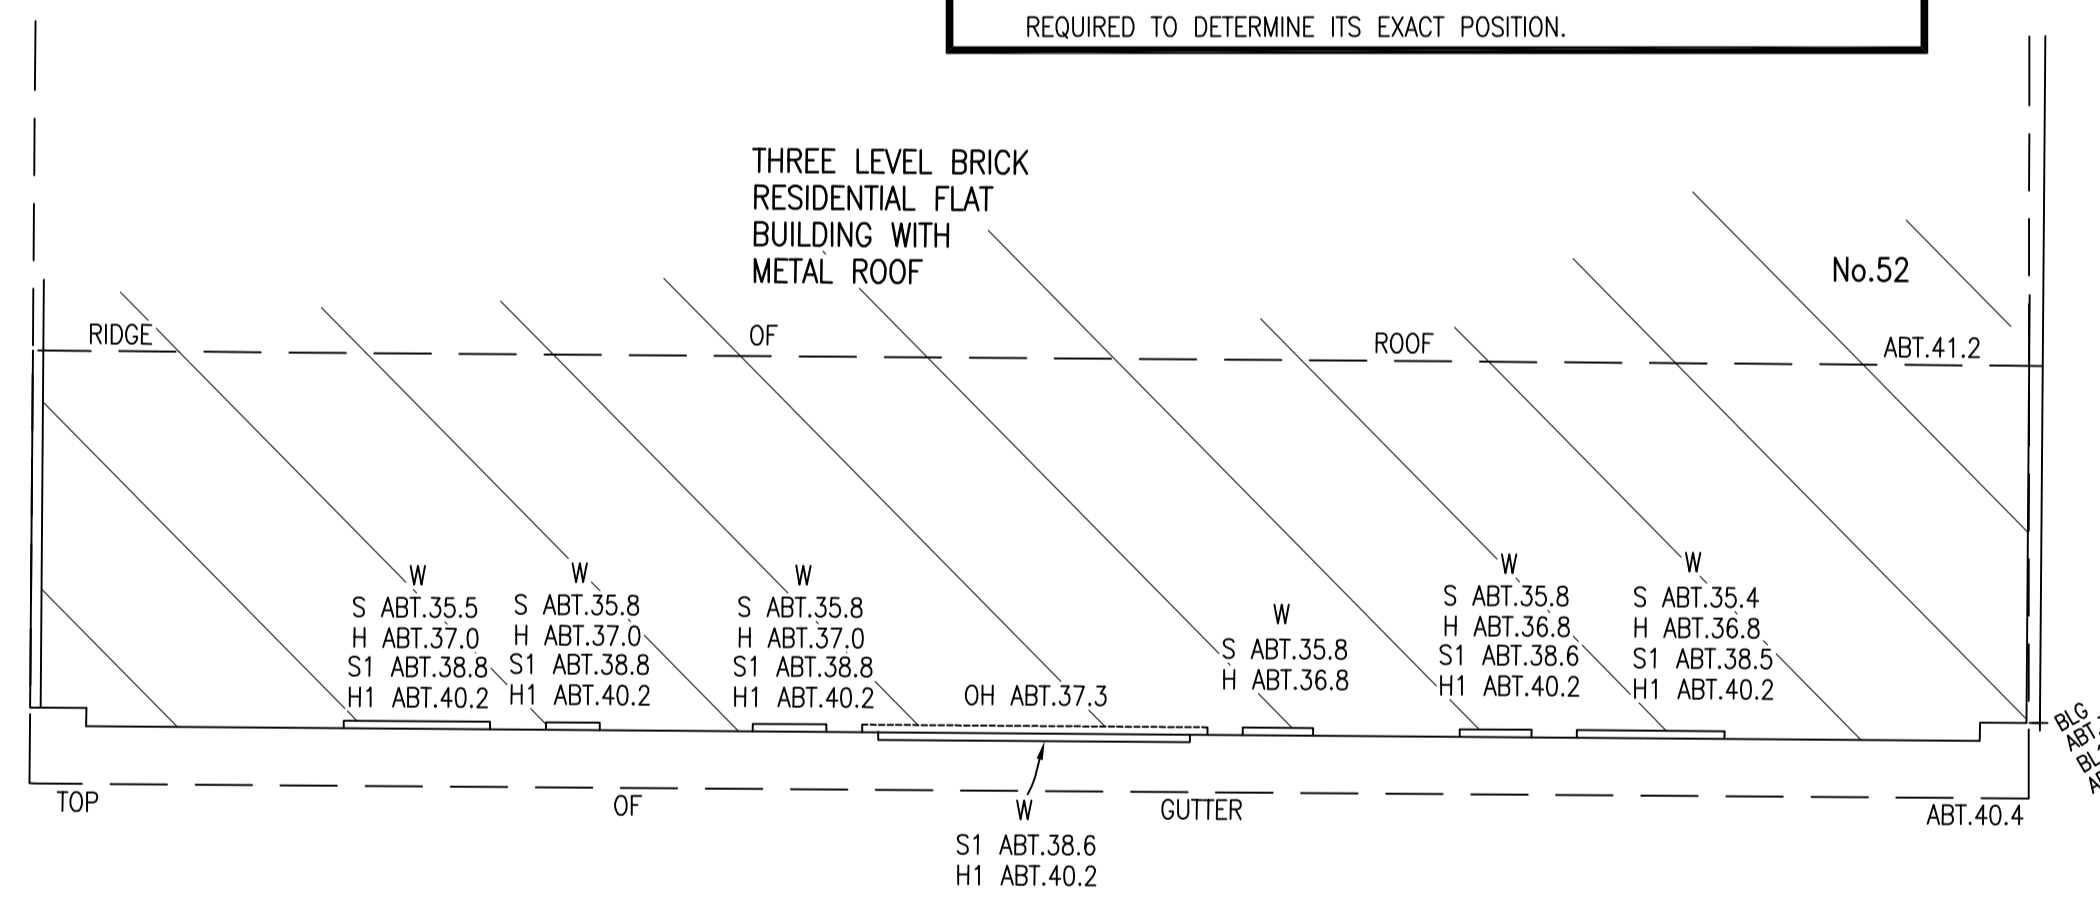 REQUIRED TO DETERMINE ITS EXACT POSITION.
THREE LEVEL BRICK
RESIDENTIAL FLAT
BUILDING WITH
METAL ROOF
No.52
RIDGE OF ROOF ABT.41.2
W
S ABT.35.5
H ABT.37.0
S1 ABT.38.8
H1 ABT.40.2
W
S ABT.35.8
H ABT.37.0
S1 ABT.38.8
H1 ABT.40.2
W
S ABT.35.8
H ABT.37.0
S1 ABT.38.8
H1 ABT.40.2
OH ABT.37.3
W
S ABT.35.8
H ABT.36.8
W
S ABT.35.8
H ABT.36.8
S1 ABT.38.6
H1 ABT.40.2
W
S ABT.35.4
H ABT.36.8
S1 ABT.38.5
H1 ABT.40.2
BLG
ABT.
TOP OF GUTTER ABT.40.4
W
S1 ABT.38.6
H1 ABT.40.2